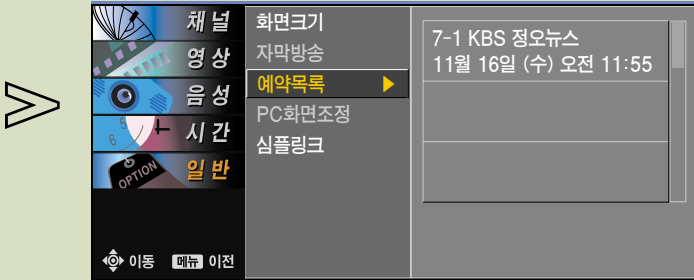 채널
영상
음성
6 5
시간
OPTION
일반
이동 메뉴 이전
화면크기
자막방송
예약목록
PC화면조정
심플링크
7-1 KBS 정오뉴스
11월 16일 (수) 오전 11:55